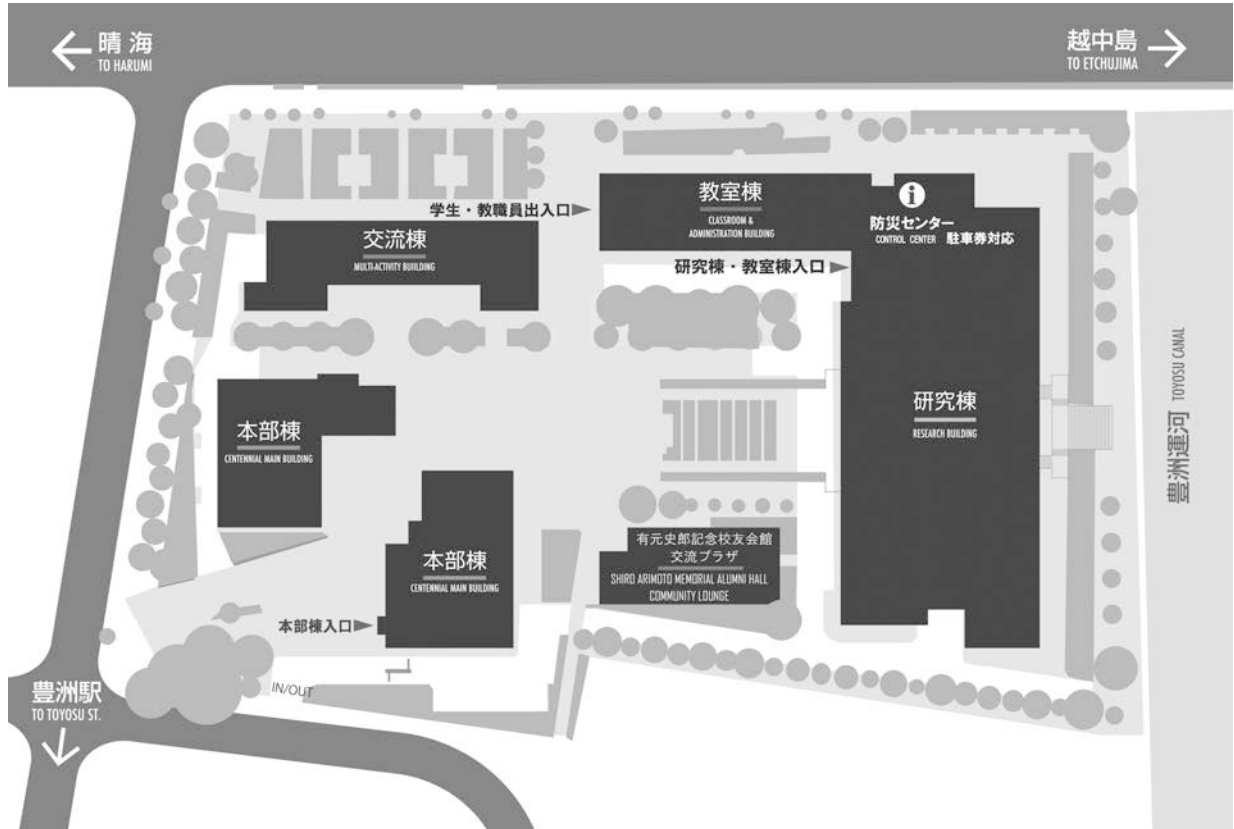 晴海
TO HARUMI
越中島
TO ETCHUJIMA
教室棟
CLASSROOM &
ADMINISTRATION BUILDING
i
防災センター
CONTROL CENTER 駐車券対応
学生・教職員出入口
交流棟
MULTI-ACTIVITY BUILDING
研究棟・教室棟入口
研究棟
RESEARCH BUILDING
豊洲運河 TOYOSU CANAL
本部棟
CENTENNIAL MAIN BUILDING
本部棟
CENTENNIAL MAIN BUILDING
有元史郎記念校友会館
交流プラザ
SHIRO ARIMOTO MEMORIAL ALUMNI HALL
COMMUNITY LOUNGE
本部棟入口
IN/OUT
豊洲駅
TO TOYOSU ST.